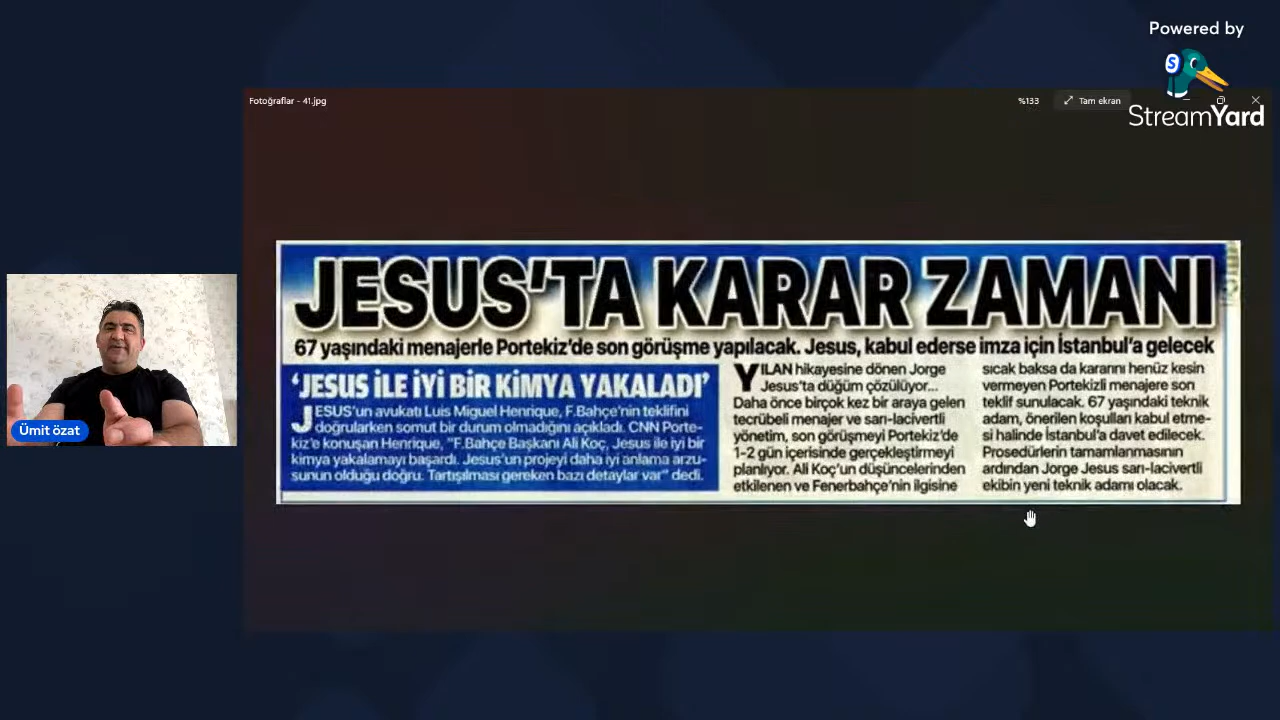 Powered by
S
StreamYard
Fotoğraflar - 41.jpg
%133
Tam ekran
JESUS'TA KARAR ZAMANI
67 yaşındaki menajerle Portekiz'de son görüşme yapılacak. Jesus, kabul ederse imza için İstanbul'a gelecek
'JESUS İLE İYİ BİR KİMYA YAKALADI'
JESUS'un avukatı Luis Miguel Henrique, F.Bahçe'nin teklifini
doğrularken somut bir durum olmadığını açıkladı. CNN Porte-
kiz'e konuşan Henrique, "F.Bahçe Başkanı Ali Koç, Jesus ile iyi bir
kimya yakalamayı başardı. Jesus'un projeyi daha iyi anlama arzu-
sunun olduğu doğru. Tartışılması gereken bazı detaylar var" dedi.
YILAN hikayesine dönen Jorge
Jesus'ta düğüm çözülüyor...
Daha önce birçok kez bir araya gelen
tecrübeli menajer ve sarı-lacivertli
yönetim, son görüşmeyi Portekiz'de
1-2 gün içerisinde gerçekleştirmeyi
planlıyor. Ali Koç'un düşüncelerinden
etkilenen ve Fenerbahçe'nin ilgisine
sıcak baksa da kararını henüz kesin
vermeyen Portekizli menajere son
teklif sunulacak. 67 yaşındaki teknik
adam, önerilen koşulları kabul etme-
si halinde İstanbul'a davet edilecek.
Prosedürlerin tamamlanmasının
ardından Jorge Jesus sarı-lacivertli
ekibin yeni teknik adamı olacak.
Ümit özat